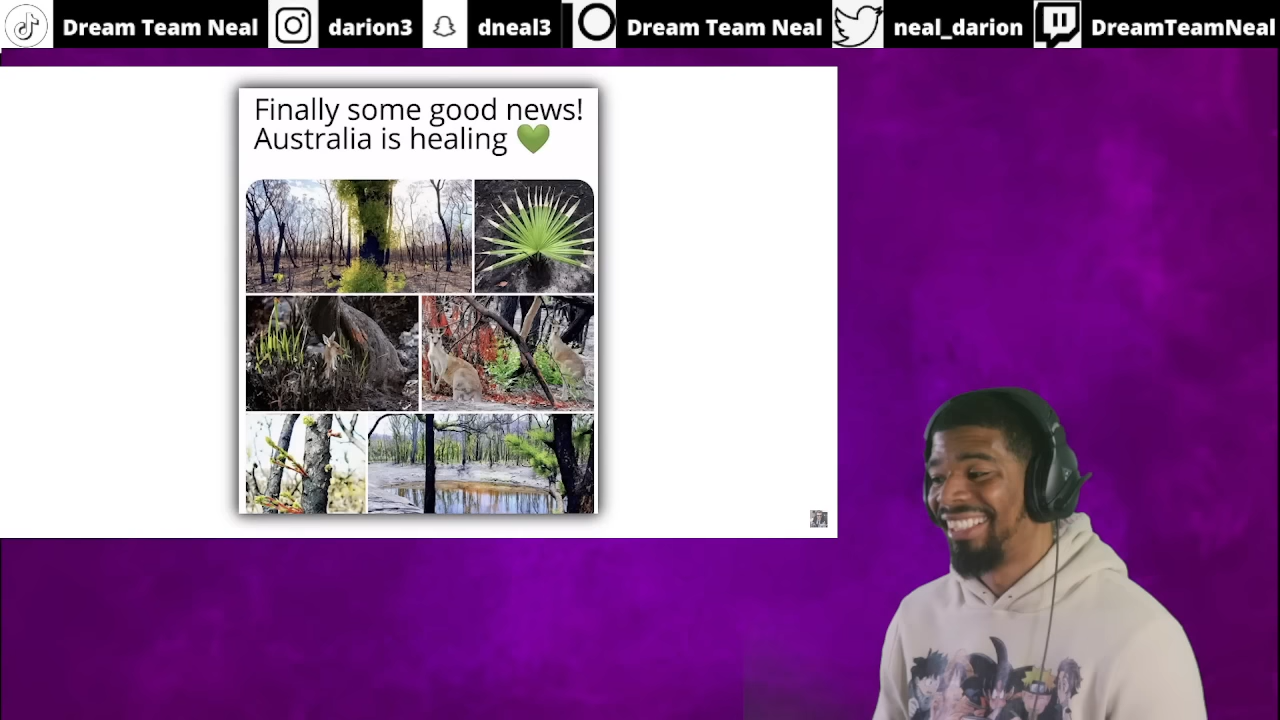 Dream Team Neal darion3 dneal3 Dream Team Neal neal_darion DreamTeamNeal
Finally some good news!
Australia is healing 💚